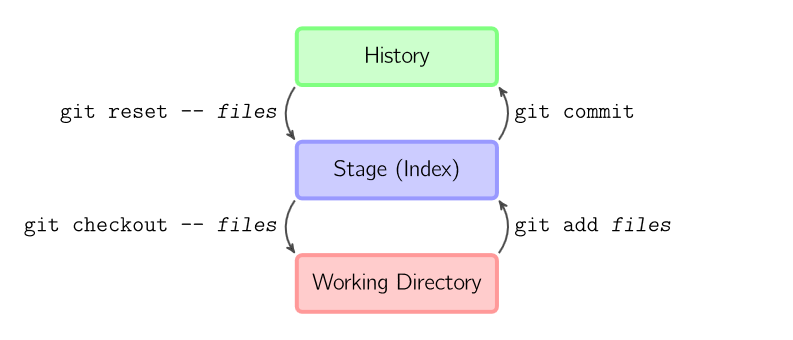 History
git reset -- files
git commit
Stage (Index)
git checkout -- files
git add files
Working Directory